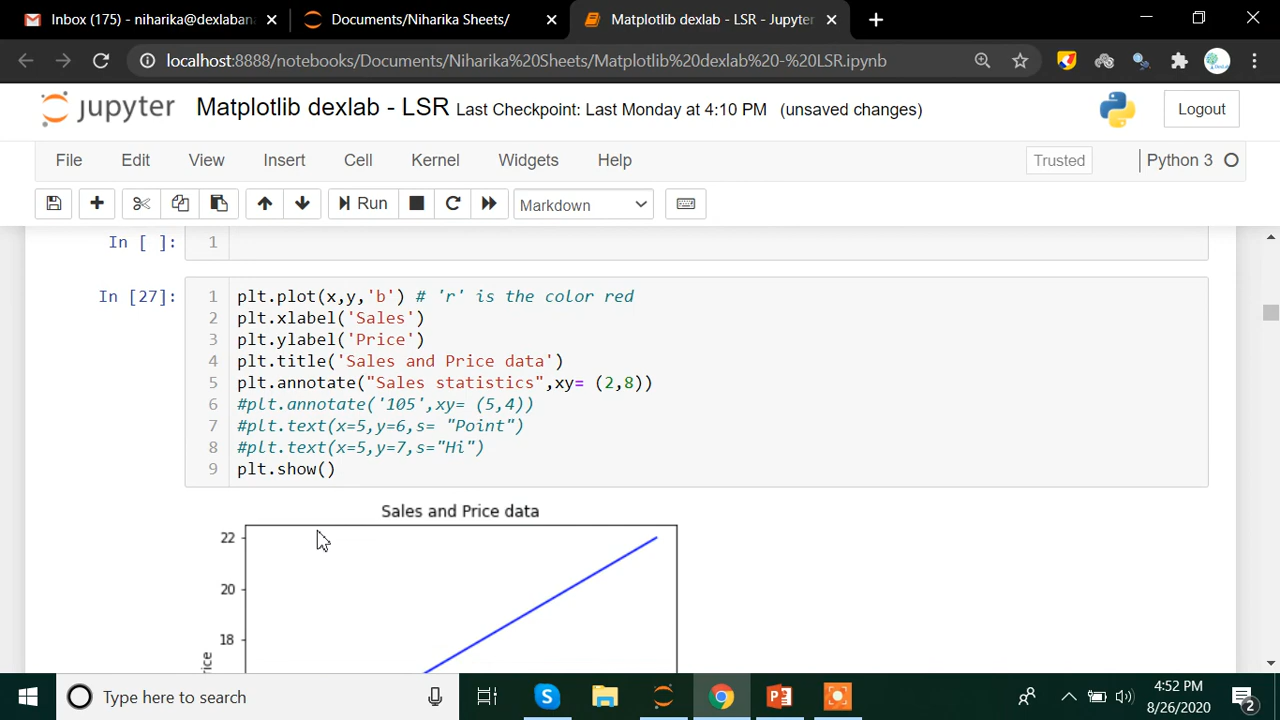 Inbox (175) - niharika@dexlabana
Documents/Niharika Sheets/
Matplotlib dexlab - LSR - Jupyter
localhost:8888/notebooks/Documents/Niharika%20Sheets/Matplotlib%20dexlab%20-%20LSR.ipynb
jupyter Matplotlib dexlab - LSR Last Checkpoint: Last Monday at 4:10 PM (unsaved changes) Logout
File Edit View Insert Cell Kernel Widgets Help Trusted Python 3
Run Markdown
In [ ]: 1
In [27]: 1 plt.plot(x,y,'b') # 'r' is the color red
2 plt.xlabel('Sales')
3 plt.ylabel('Price')
4 plt.title('Sales and Price data')
5 plt.annotate("Sales statistics",xy= (2,8))
6 #plt.annotate('105',xy= (5,4))
7 #plt.text(x=5,y=6,s= "Point")
8 #plt.text(x=5,y=7,s="Hi")
9 plt.show()
Sales and Price data
22
20
18
Type here to search
4:52 PM
8/26/2020
2